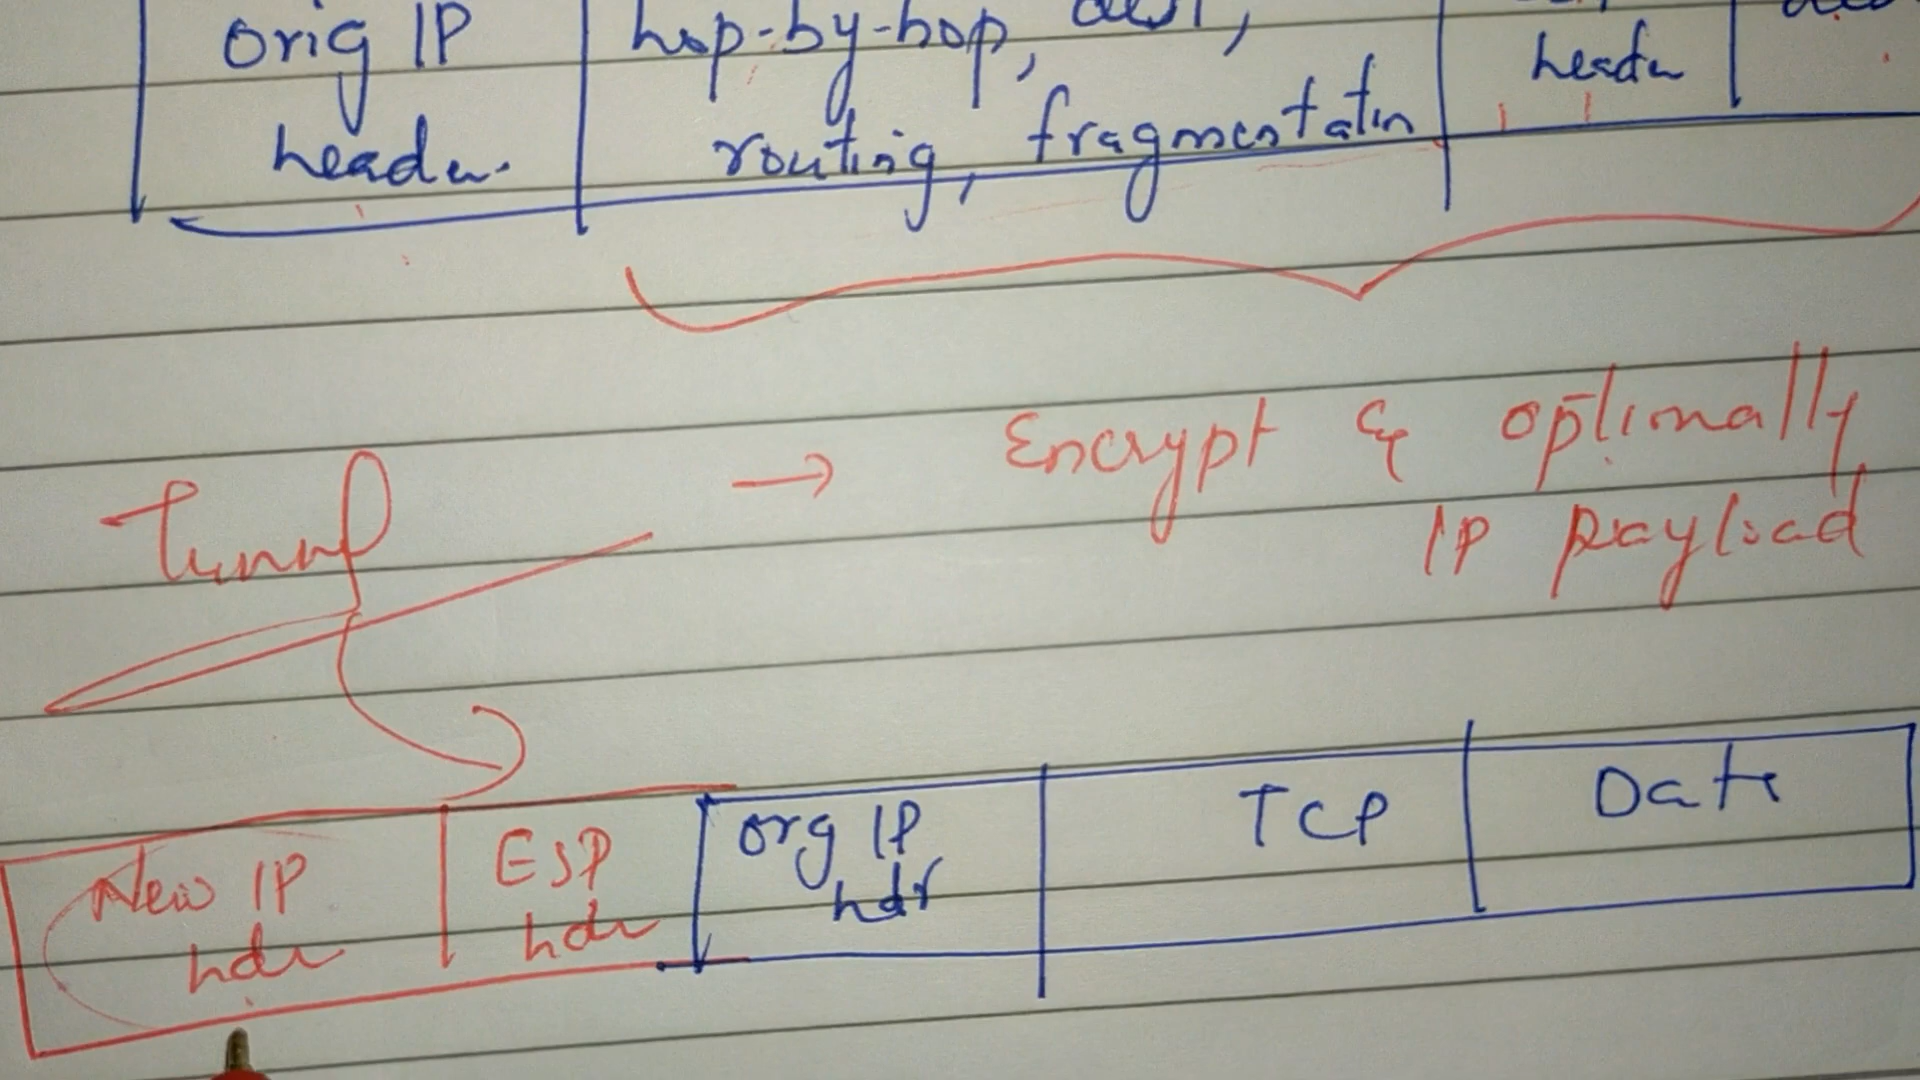 orig IP
header
hop-by-hop, dest,
routing, fragmentation
header
Tunnel → Encrypt & optionally
IP payload
New IP
hdr
ESP
hdr
Org IP
hdr
TCP
Data